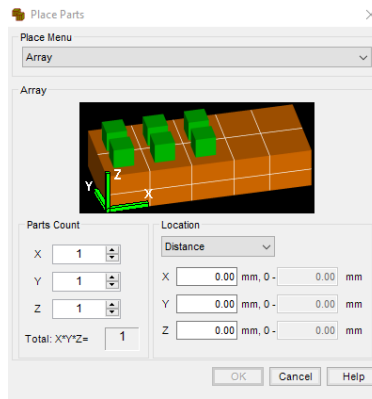 Place Parts
Place Menu
Array
Array
Z
Y
X
Parts Count
Location
Distance
X 1
X 0.00 mm, 0 - 0.00 mm
Y 1
Y 0.00 mm, 0 - 0.00 mm
Z 1
Z 0.00 mm, 0 - 0.00 mm
Total: X*Y*Z= 1
OK Cancel Help